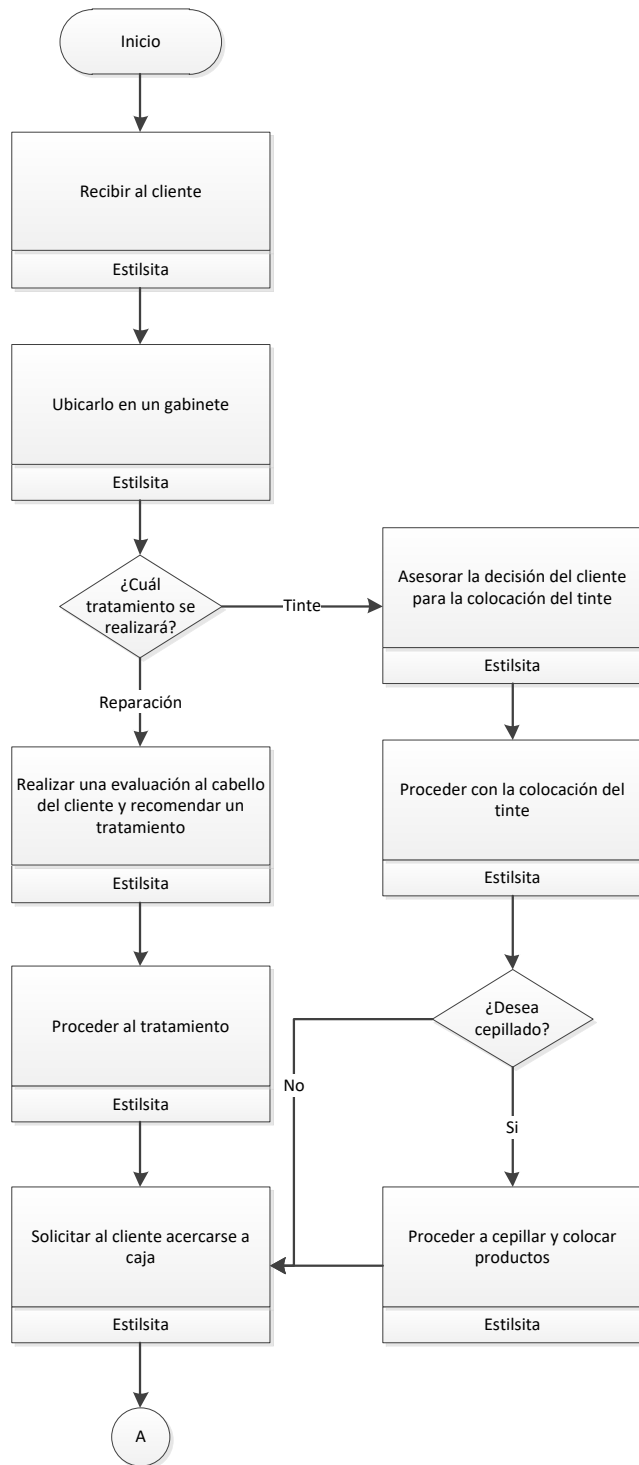 Inicio
Recibir al cliente
Estilsita
Ubicarlo en un gabinete
Estilsita
¿Cuál
tratamiento se
realizará?
Tinte
Asesorar la decisión del cliente
para la colocación del tinte
Estilsita
Reparación
Realizar una evaluación al cabello
del cliente y recomendar un
tratamiento
Estilsita
Proceder con la colocación del
tinte
Estilsita
Proceder al tratamiento
Estilsita
¿Desea
cepillado?
No
Si
Solicitar al cliente acercarse a
caja
Estilsita
Proceder a cepillar y colocar
productos
Estilsita
A